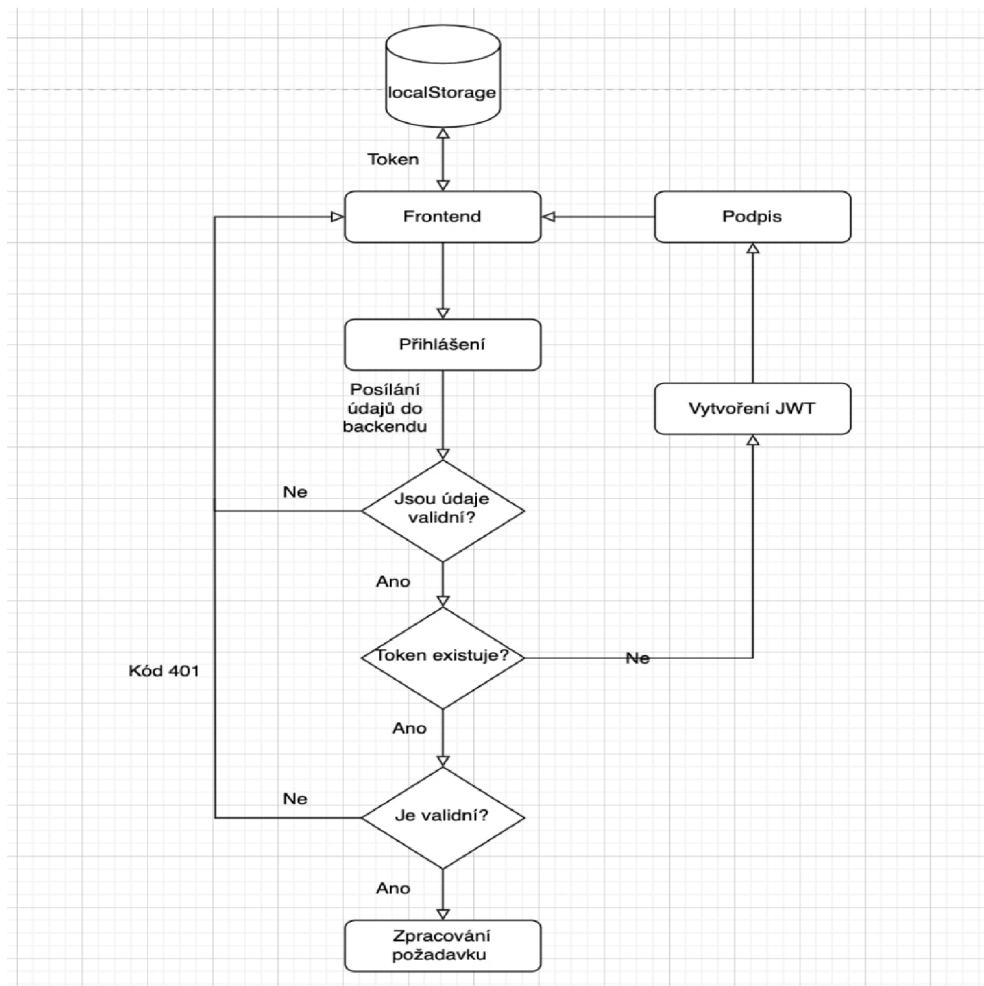 localStorage
Token
Frontend
Podpis
Přihlášení
Posílání
údajů do
backendu
Vytvoření JWT
Ne
Jsou údaje
validní?
Ano
Token existuje?
Ne
Kód 401
Ano
Ne
Je validní?
Ano
Zpracování
požadavku